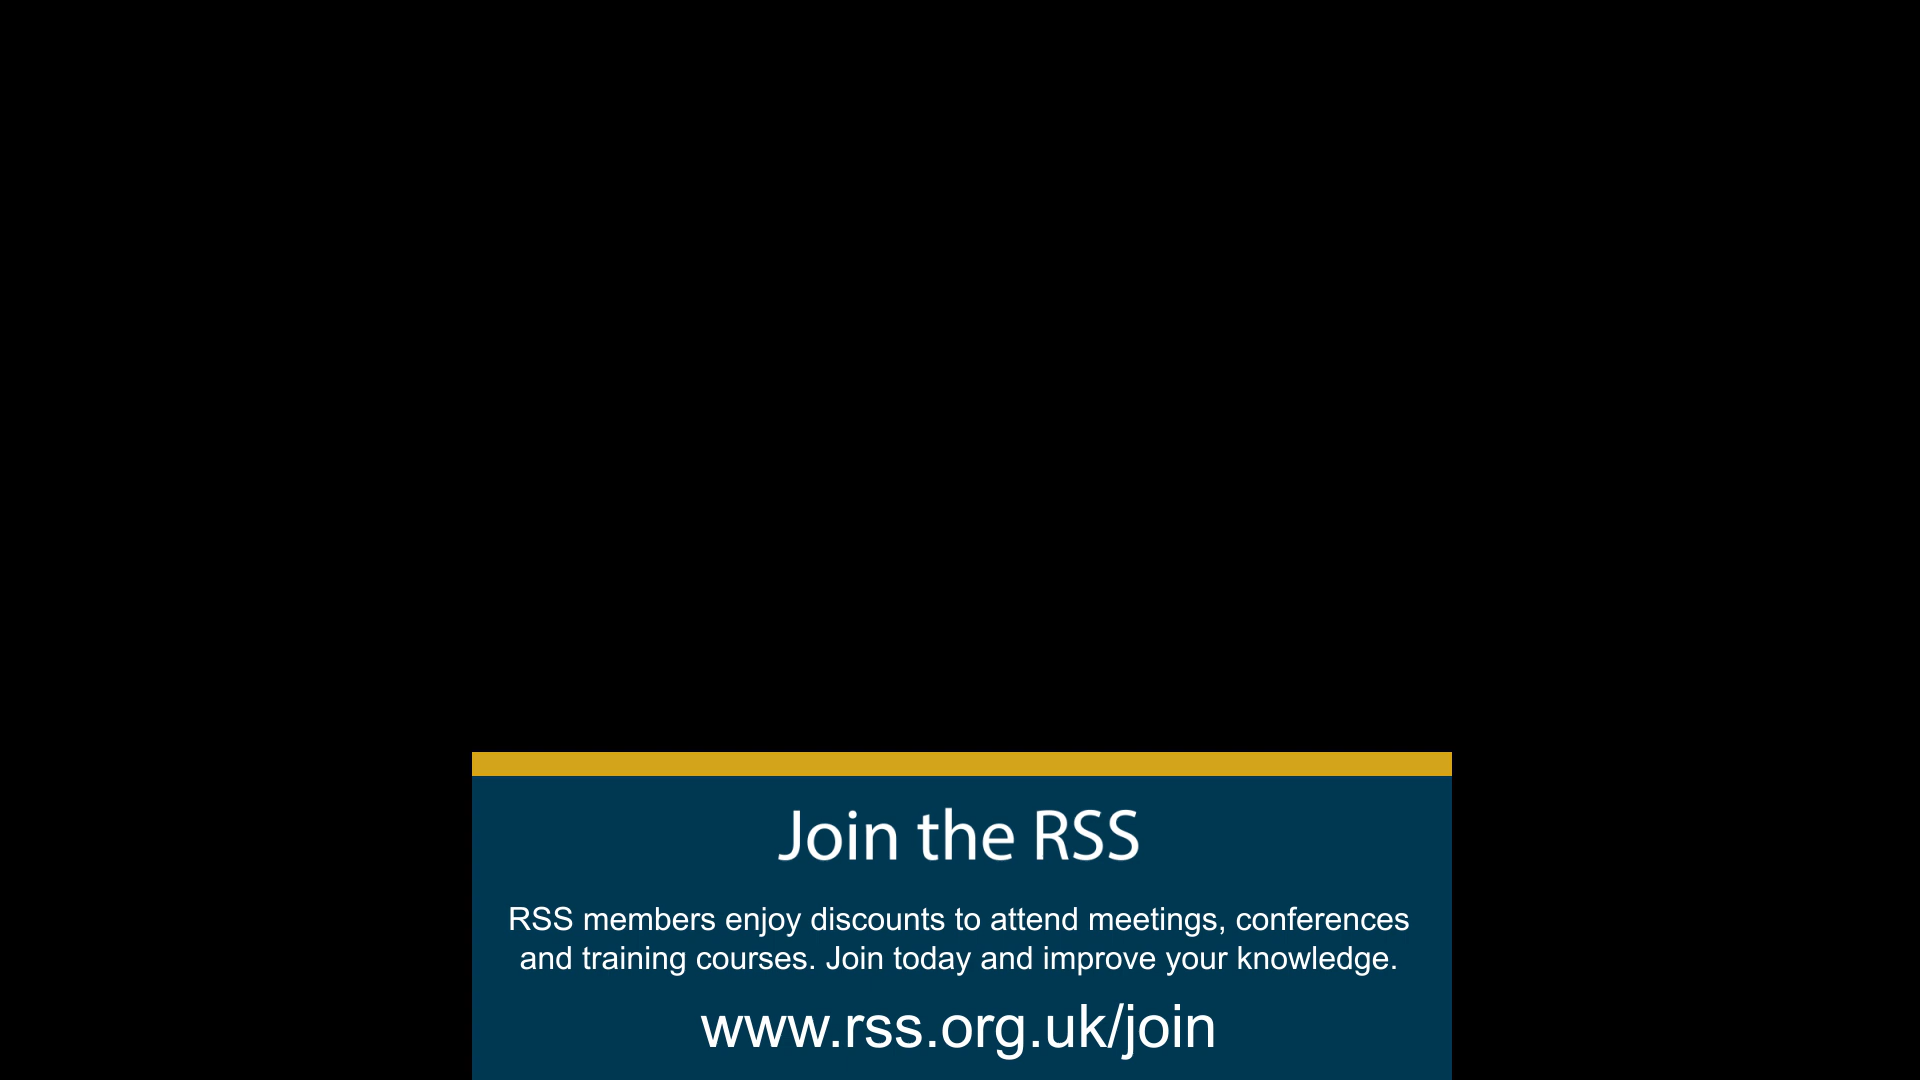 Join the RSS
RSS members enjoy discounts to attend meetings, conferences
and training courses. Join today and improve your knowledge.
www.rss.org.uk/join